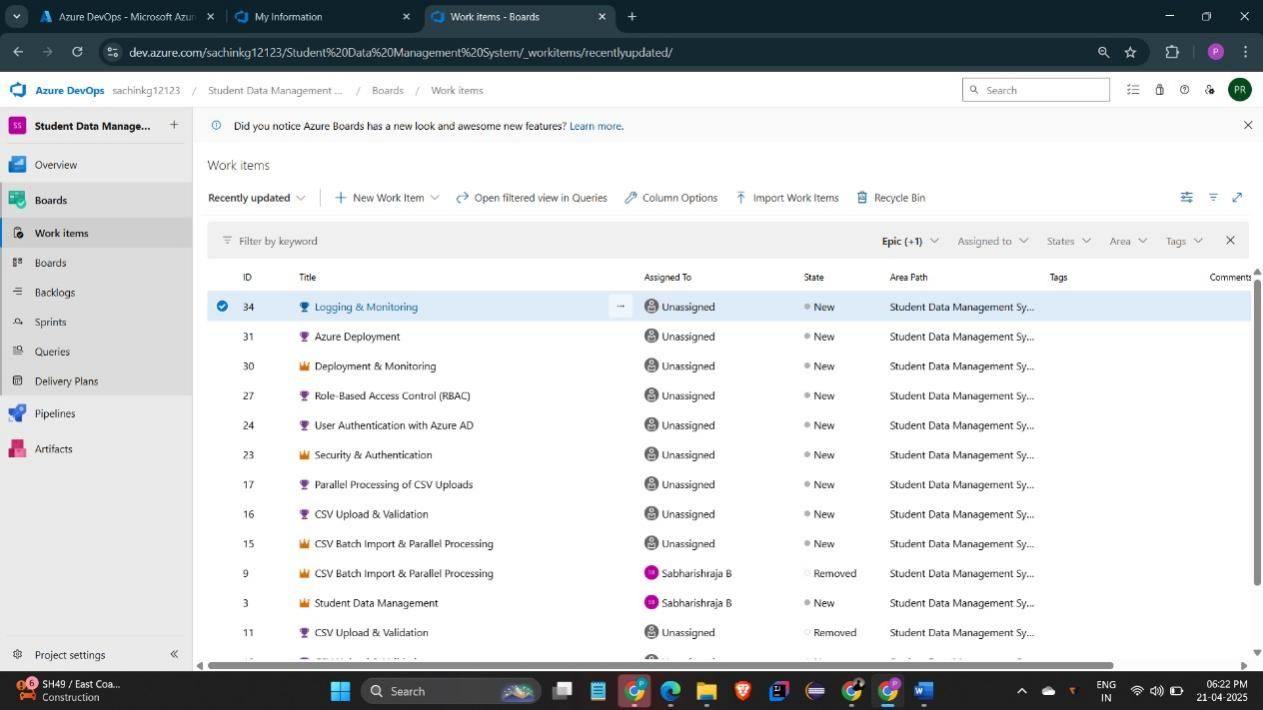 Azure DevOps - Microsoft Azur
My Information
Work items - Boards
dev.azure.com/sachinkg12123/Student%20Data%20Management%20System/_workitems/recentlyupdated/
P
Azure DevOps sachinkg12123 / Student Data Management ... / Boards / Work items
Search
PR
SS Student Data Manage...
Did you notice Azure Boards has a new look and awesome new features? Learn more.
Overview
Boards
Work items
Boards
Backlogs
Sprints
Queries
Delivery Plans
Pipelines
Artifacts
Project settings
Work items
Recently updated New Work Item Open filtered view in Queries Column Options Import Work Items Recycle Bin
Filter by keyword Epic (+1) Assigned to States Area Tags
ID Title Assigned To State Area Path Tags Comments
34 Logging & Monitoring ... Unassigned New Student Data Management Sy...
31 Azure Deployment Unassigned New Student Data Management Sy...
30 Deployment & Monitoring Unassigned New Student Data Management Sy...
27 Role-Based Access Control (RBAC) Unassigned New Student Data Management Sy...
24 User Authentication with Azure AD Unassigned New Student Data Management Sy...
23 Security & Authentication Unassigned New Student Data Management Sy...
17 Parallel Processing of CSV Uploads Unassigned New Student Data Management Sy...
16 CSV Upload & Validation Unassigned New Student Data Management Sy...
15 CSV Batch Import & Parallel Processing Unassigned New Student Data Management Sy...
9 CSV Batch Import & Parallel Processing SB Sabharishraja B Removed Student Data Management Sy...
3 Student Data Management SB Sabharishraja B New Student Data Management Sy...
11 CSV Upload & Validation Unassigned Removed Student Data Management Sy...
6 SH49 / East Coa...
Construction
Search
ENG
IN
06:22 PM
21-04-2025